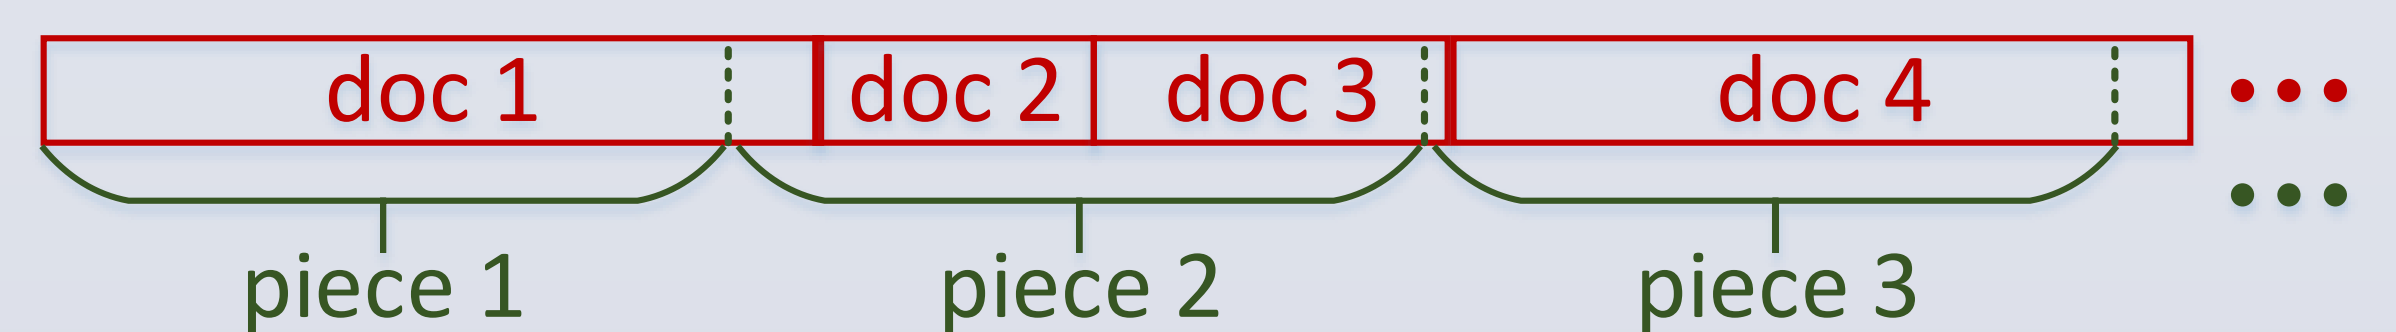 doc 1 doc 2 doc 3 doc 4 •••
•••
piece 1 piece 2 piece 3